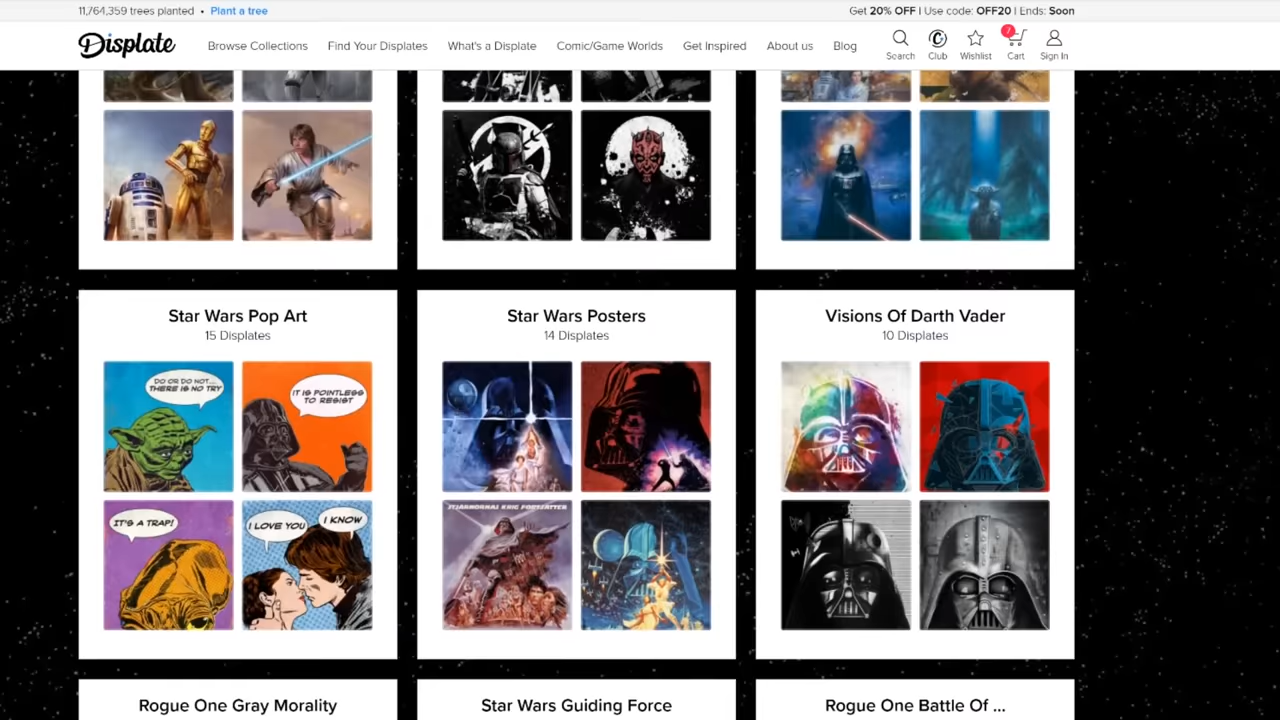 11,764,359 trees planted • Plant a tree
Get 20% OFF | Use code: OFF20 | Ends: Soon
Displate
Browse Collections
Find Your Displates
What's a Displate
Comic/Game Worlds
Get Inspired
About us
Blog
Search
Club
Wishlist
7
Cart
Sign In
Star Wars Pop Art
15 Displates
DO OR DO NOT...
THERE IS NO TRY
IT IS POINTLESS
TO RESIST
IT'S A TRAP!
I LOVE YOU
I KNOW
Star Wars Posters
14 Displates
STJÄRNORNAS KRIG FORTSÄTTER
Visions Of Darth Vader
10 Displates
Rogue One Gray Morality
Star Wars Guiding Force
Rogue One Battle Of ...